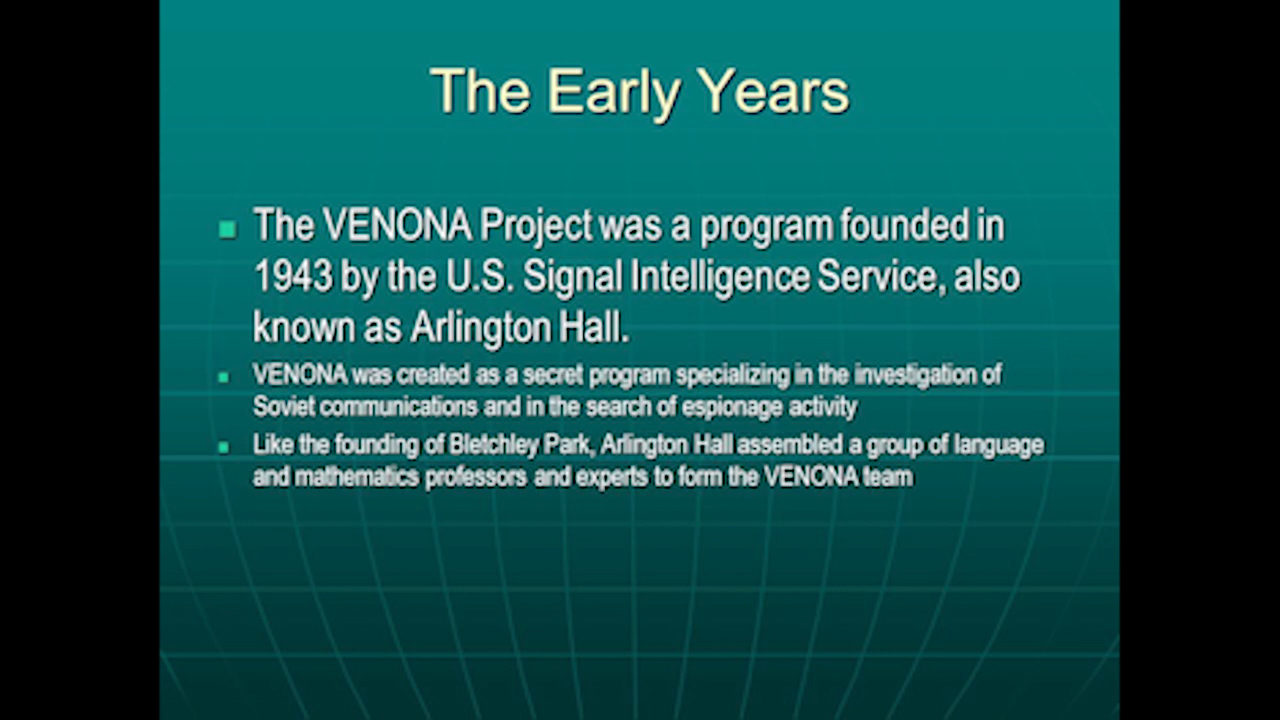 The Early Years
The VENONA Project was a program founded in
1943 by the U.S. Signal Intelligence Service, also
known as Arlington Hall.
VENONA was created as a secret program specializing in the investigation of
Soviet communications and in the search of espionage activity
Like the founding of Bletchley Park, Arlington Hall assembled a group of language
and mathematics professors and experts to form the VENONA team